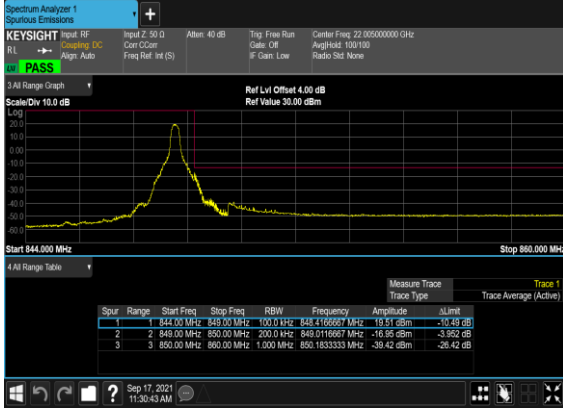 Spectrum Analyzer 1
Spurious Emissions
+
KEYSIGHT Input: RF Input Z: 50 Ω Atten: 40 dB Trig: Free Run Center Freq: 22.005000000 GHz
RL Coupling: DC Corr CCorr Gate: Off Avg|Hold: 100/100
Align: Auto Freq Ref: Int (S) IF Gain: Low Radio Std: None
PASS
3 All Range Graph
Ref Lvl Offset 4.00 dB
Scale/Div 10.0 dB Ref Value 30.00 dBm
Log
20.0
10.0
0.00
-10.0
-20.0
-30.0
-40.0
-50.0
-60.0
Start 844.000 MHz Stop 860.000 MHz
4 All Range Table
Measure Trace Trace 1
Trace Type Trace Average (Active)
Spur Range Start Freq Stop Freq RBW Frequency Amplitude ΔLimit
1 1 844.00 MHz 849.00 MHz 100.0 kHz 848.4166667 MHz 19.51 dBm -10.49 dB
2 2 849.00 MHz 850.00 MHz 200.0 kHz 849.0116667 MHz -16.95 dBm -3.952 dB
3 3 850.00 MHz 860.00 MHz 1.000 MHz 850.1833333 MHz -39.42 dBm -26.42 dB
? Sep 17, 2021
11:30:43 AM